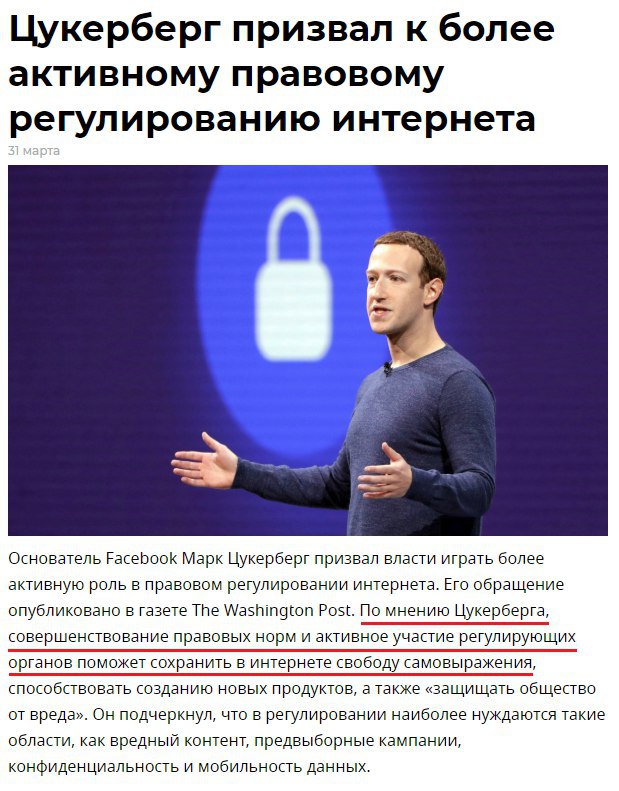 Цукерберг призвал к более
активному правовому
регулированию интернета
31 марта
Основатель Facebook Марк Цукерберг призвал власти играть более
активную роль в правовом регулировании интернета. Его обращение
опубликовано в газете The Washington Post. По мнению Цукерберга,
совершенствование правовых норм и активное участие регулирующих
органов поможет сохранить в интернете свободу самовыражения,
способствовать созданию новых продуктов, а также «защищать общество
от вреда». Он подчеркнул, что в регулировании наиболее нуждаются такие
области, как вредный контент, предвыборные кампании,
конфиденциальность и мобильность данных.